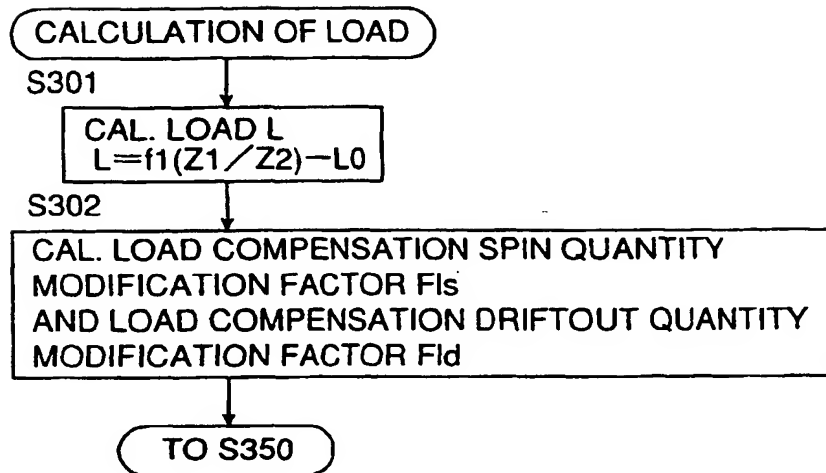 CALCULATION OF LOAD
S301
CAL. LOAD L
L=f1(Z1/Z2)-L0
S302
CAL. LOAD COMPENSATION SPIN QUANTITY
MODIFICATION FACTOR Fls
AND LOAD COMPENSATION DRIFTOUT QUANTITY
MODIFICATION FACTOR Fld
TO S350